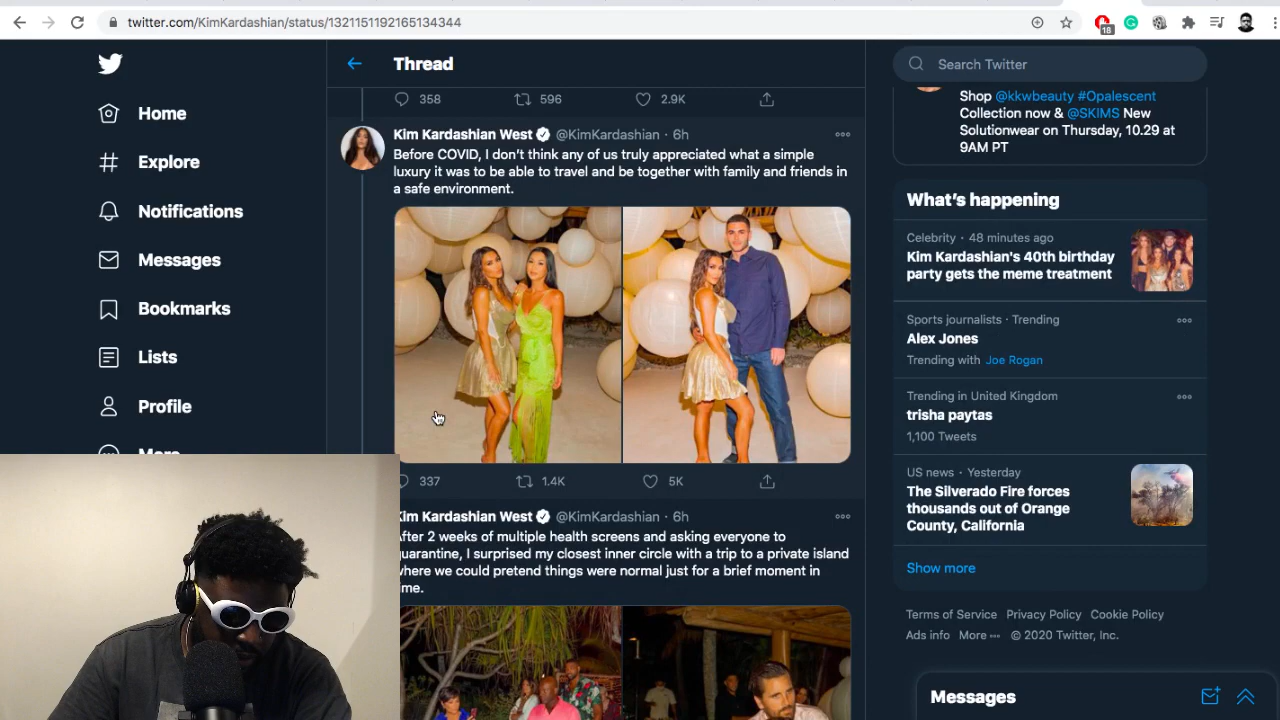 twitter.com/KimKardashian/status/1321151192165134344
18
Home
Explore
Notifications
Messages
Bookmarks
Lists
Profile
More
Thread
358 596 2.9K
Kim Kardashian West @KimKardashian · 6h
Before COVID, I don't think any of us truly appreciated what a simple
luxury it was to be able to travel and be together with family and friends in
a safe environment.
337 1.4K 5K
Kim Kardashian West @KimKardashian · 6h
After 2 weeks of multiple health screens and asking everyone to
quarantine, I surprised my closest inner circle with a trip to a private island
where we could pretend things were normal just for a brief moment in
time.
Search Twitter
Shop @kkwbeauty #Opalescent
Collection now & @SKIMS New
Solutionwear on Thursday, 10.29 at
9AM PT
What's happening
Celebrity · 48 minutes ago
Kim Kardashian's 40th birthday
party gets the meme treatment
Sports journalists · Trending
Alex Jones
Trending with Joe Rogan
Trending in United Kingdom
trisha paytas
1,100 Tweets
US news · Yesterday
The Silverado Fire forces
thousands out of Orange
County, California
Show more
Terms of Service Privacy Policy Cookie Policy
Ads info More © 2020 Twitter, Inc.
Messages